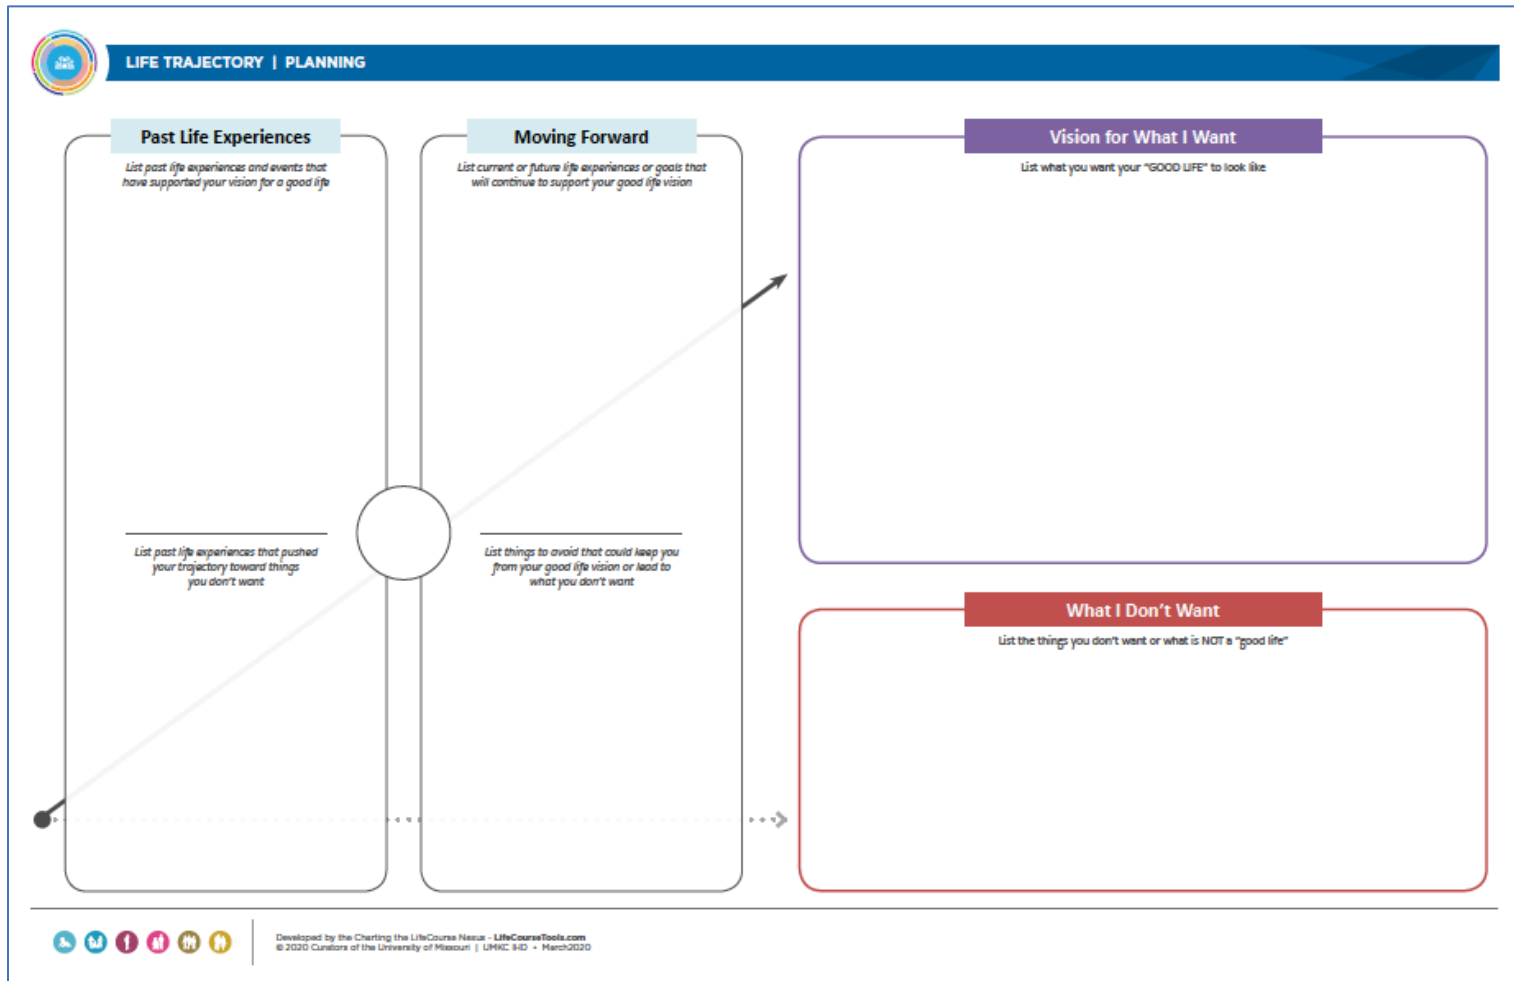 LIFE TRAJECTORY | PLANNING
Past Life Experiences
List past life experiences and events that
have supported your vision for a good life
List past life experiences that pushed
your trajectory toward things
you don't want
Moving Forward
List current or future life experiences or goals that
will continue to support your good life vision
List things to avoid that could keep you
from your good life vision or lead to
what you don't want
Vision for What I Want
List what you want your "GOOD LIFE" to look like
What I Don't Want
List the things you don't want or what is NOT a "good life"
Developed by the Charting the LifeCourse Nexus - LifeCourseTools.com
© 2020 Curators of the University of Missouri | UMKC IHD • March2020